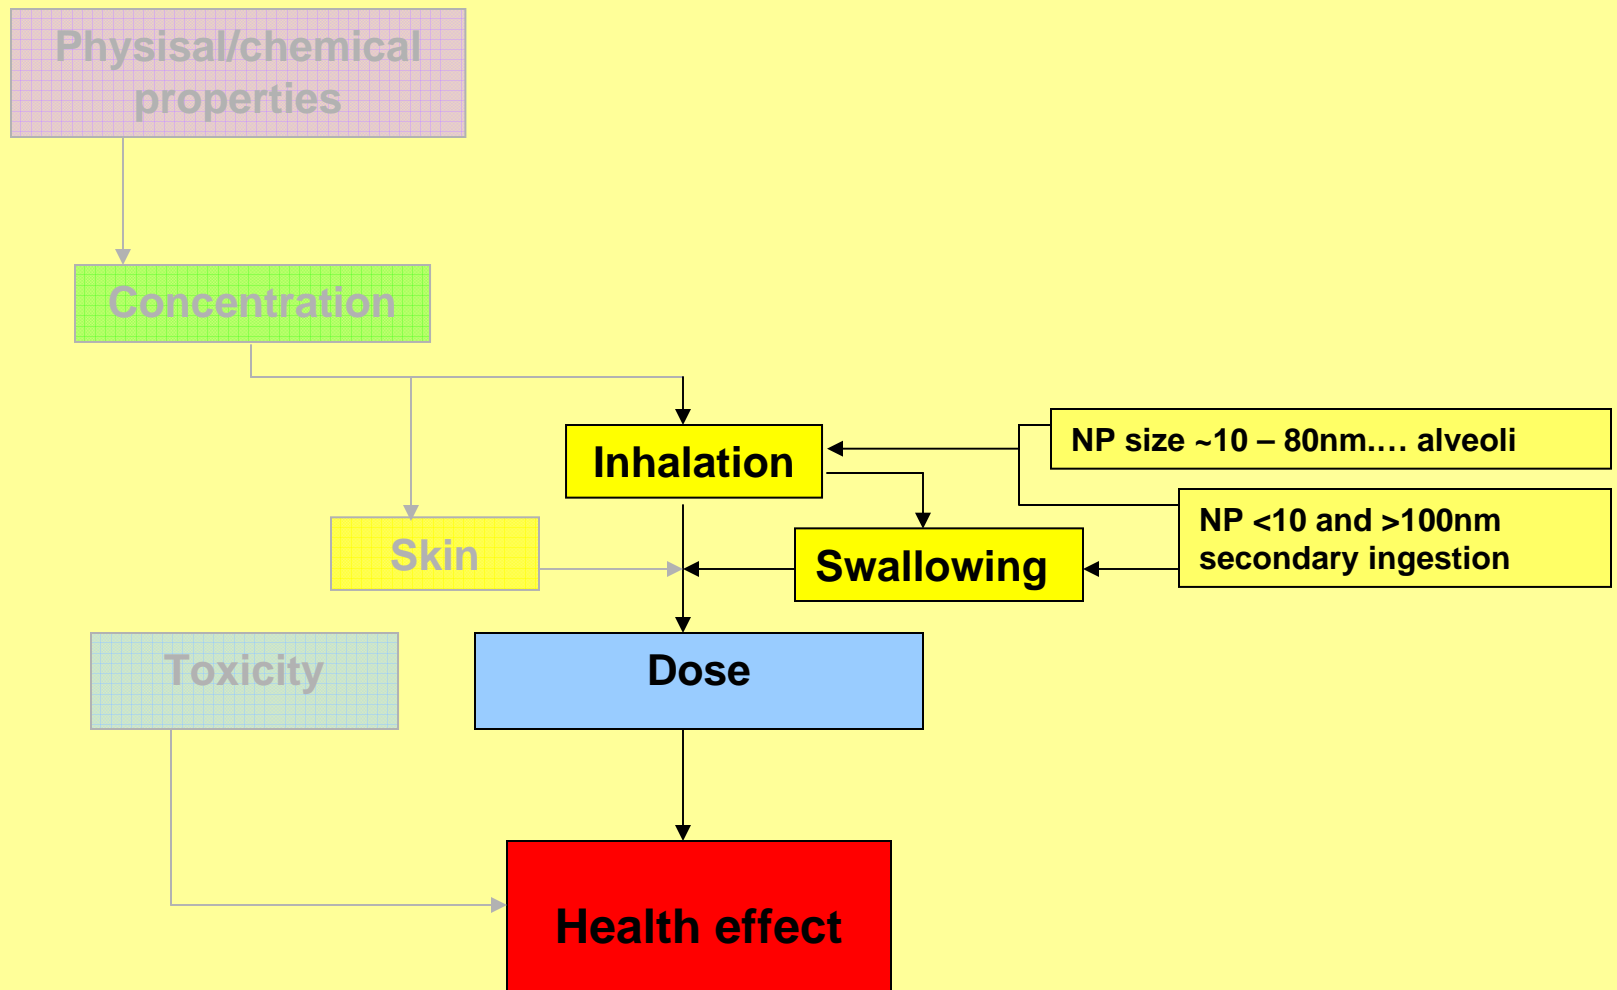 Physisal/chemical
properties
Concentration
Inhalation
NP size ~10 – 80nm.... alveoli
NP <10 and >100nm
secondary ingestion
Skin
Swallowing
Toxicity
Dose
Health effect